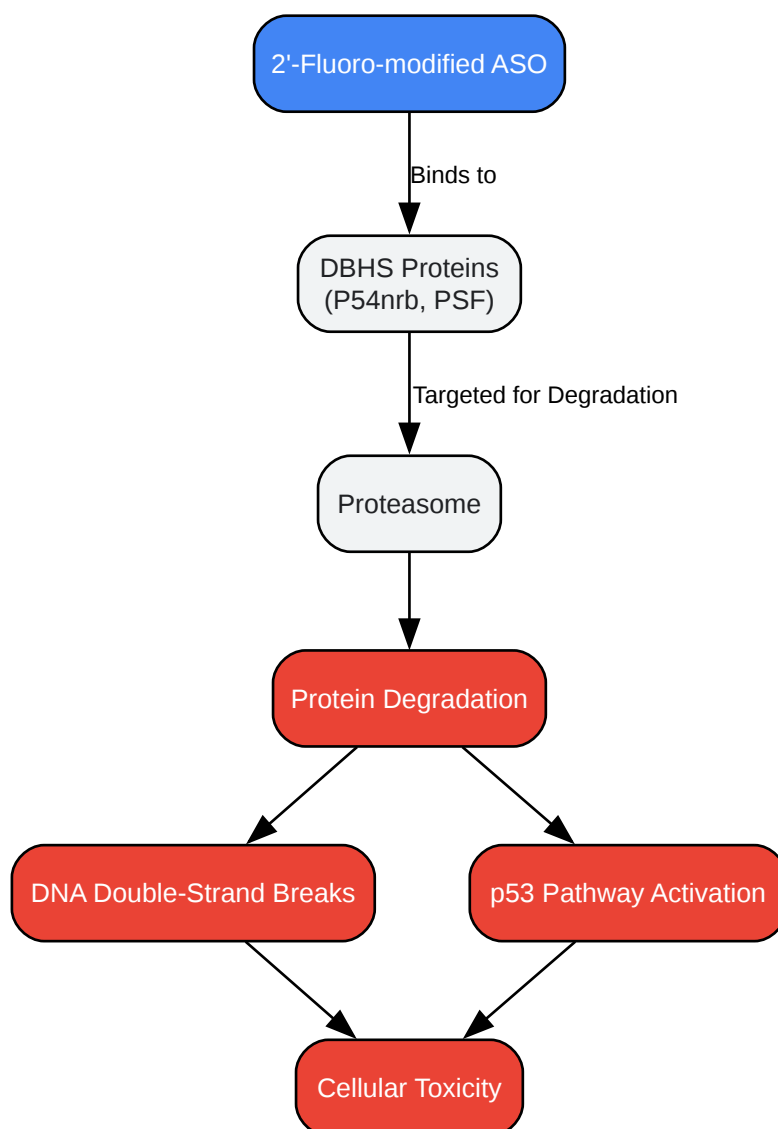 2'-Fluoro-modified ASO
Binds to
DBHS Proteins
(P54nrb, PSF)
Targeted for Degradation
Proteasome
Protein Degradation
DNA Double-Strand Breaks
p53 Pathway Activation
Cellular Toxicity